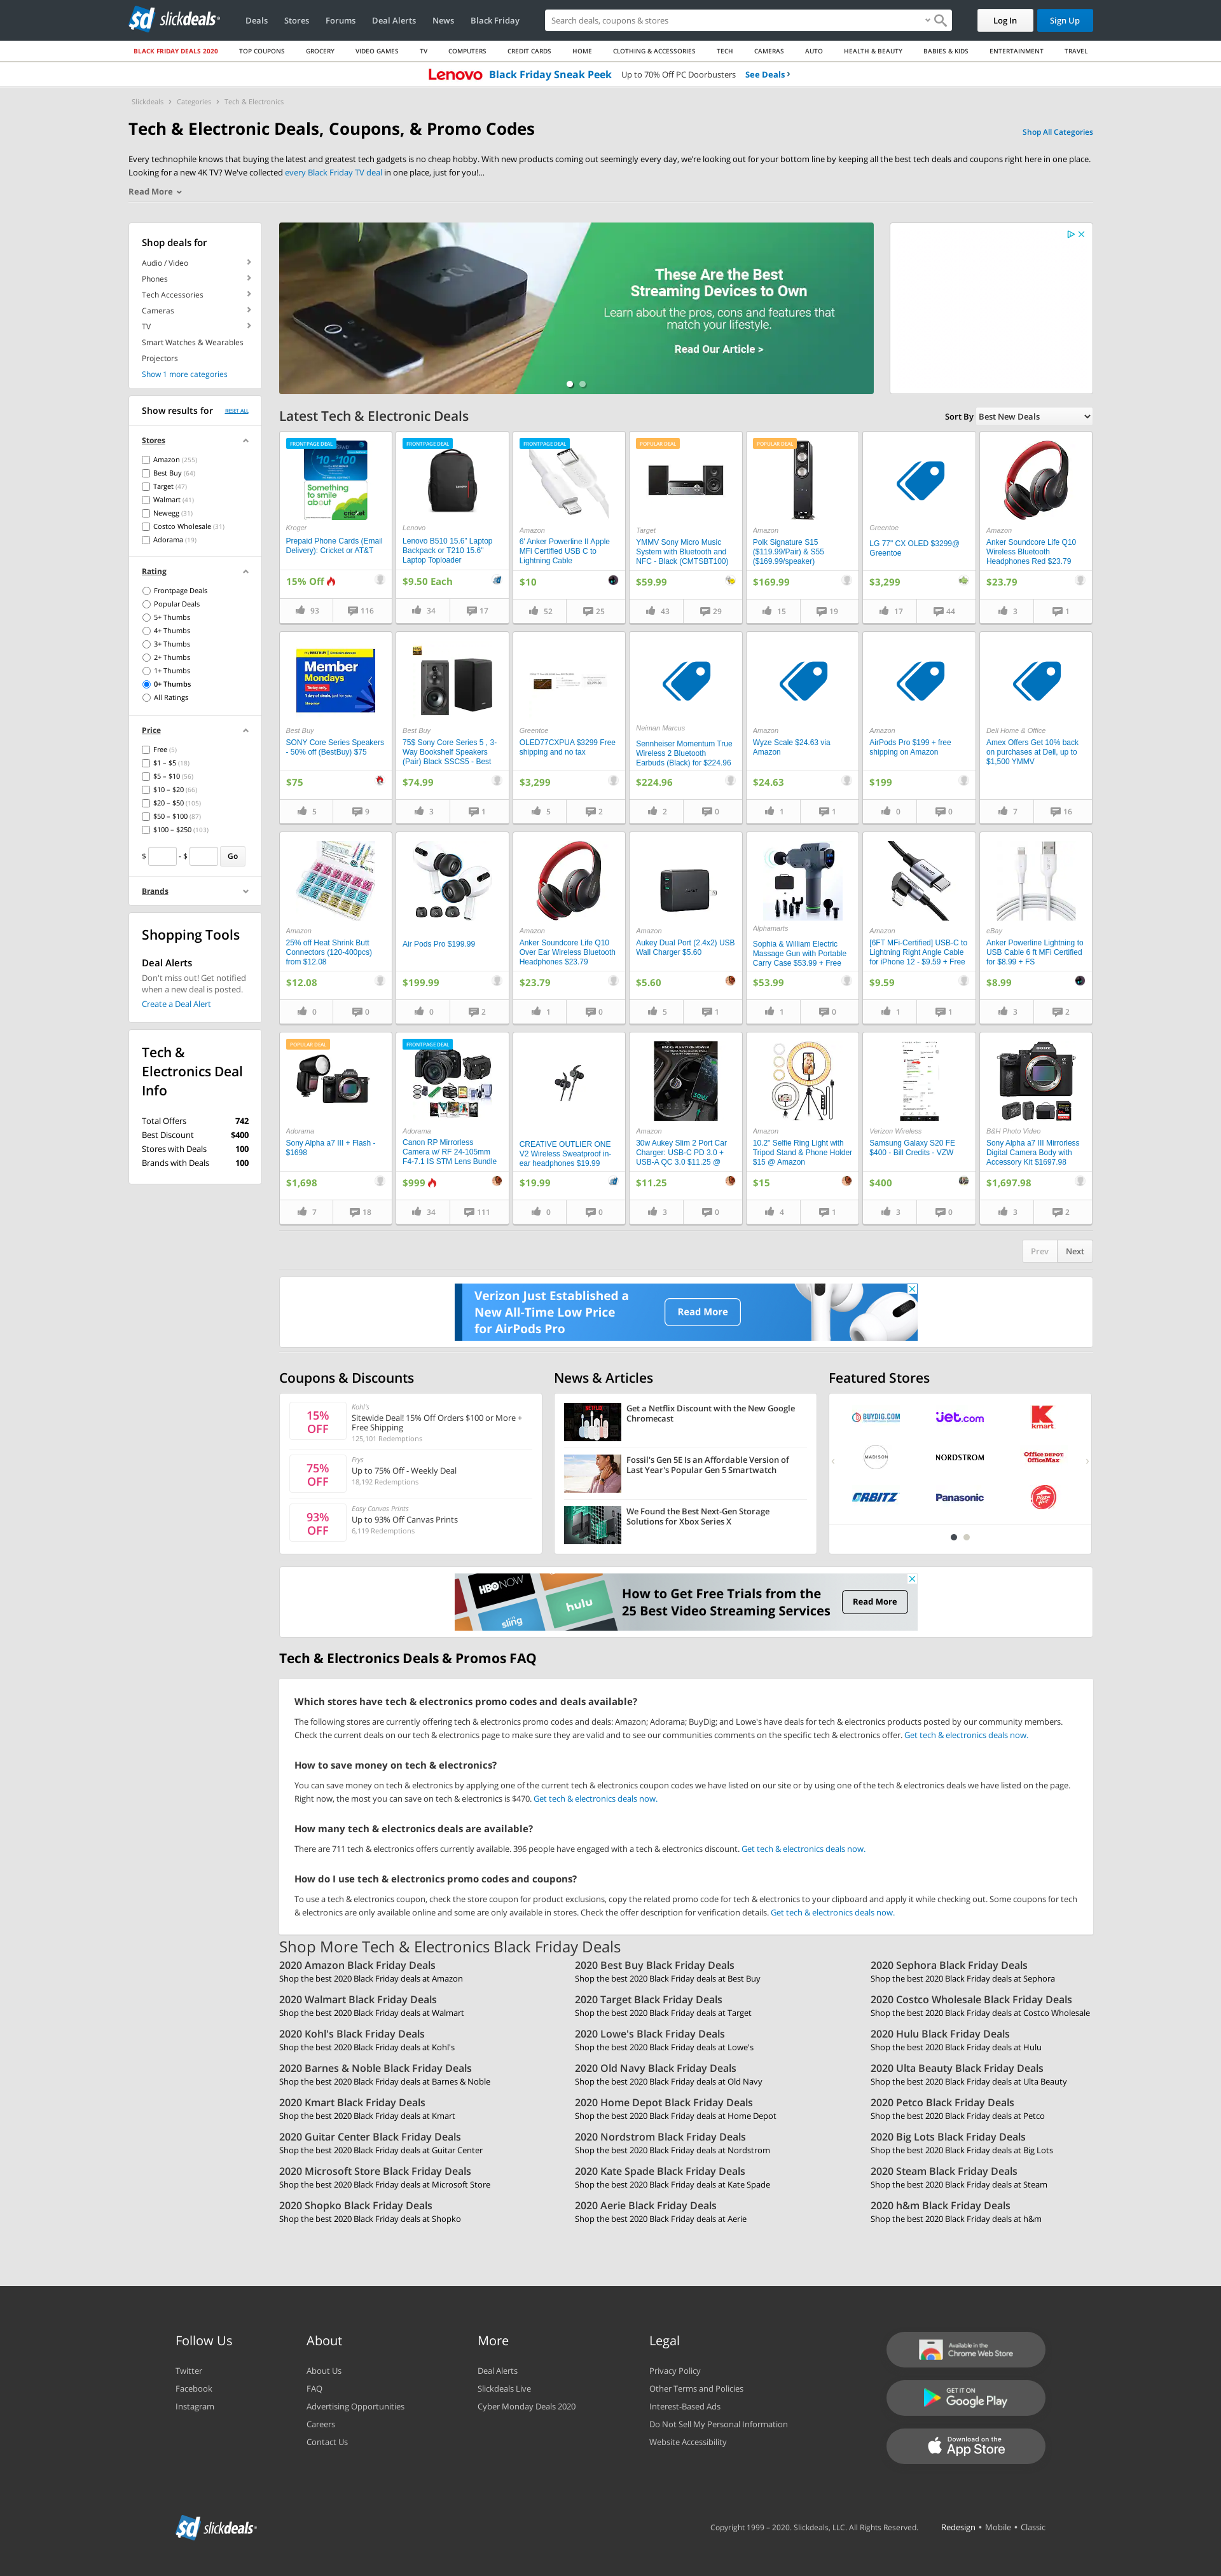 slickdeals
Deals Stores Forums Deal Alerts News Black Friday
Search deals, coupons & stores
Log In Sign Up
BLACK FRIDAY DEALS 2020 TOP COUPONS GROCERY VIDEO GAMES TV COMPUTERS CREDIT CARDS HOME CLOTHING & ACCESSORIES TECH CAMERAS AUTO HEALTH & BEAUTY BABIES & KIDS ENTERTAINMENT TRAVEL
Lenovo Black Friday Sneak Peek Up to 70% Off PC Doorbusters See Deals
Slickdeals Categories Tech & Electronics
Tech & Electronic Deals, Coupons, & Promo Codes
Shop All Categories
Every technophile knows that buying the latest and greatest tech gadgets is no cheap hobby. With new products coming out seemingly every day, we're looking out for your bottom line by keeping all the best tech deals and coupons right here in one place.
Looking for a new 4K TV? We've collected every Black Friday TV deal in one place, just for you!...
Read More
Shop deals for
Audio / Video
Phones
Tech Accessories
Cameras
TV
Smart Watches & Wearables
Projectors
Show 1 more categories
These Are the Best
Streaming Devices to Own
Learn about the pros, cons and features that
match your lifestyle.
Read Our Article >
Show results for RESET ALL
Stores
Amazon (255)
Best Buy (64)
Target (47)
Walmart (41)
Newegg (31)
Costco Wholesale (31)
Adorama (19)
Rating
Frontpage Deals
Popular Deals
5+ Thumbs
4+ Thumbs
3+ Thumbs
2+ Thumbs
1+ Thumbs
0+ Thumbs
All Ratings
Price
Free (5)
$1 – $5 (18)
$5 – $10 (56)
$10 – $20 (66)
$20 – $50 (105)
$50 – $100 (87)
$100 – $250 (103)
$ - $ Go
Brands
Shopping Tools
Deal Alerts
Don't miss out! Get notified
when a new deal is posted.
Create a Deal Alert
Tech &
Electronics Deal
Info
Total Offers 742
Best Discount $400
Stores with Deals 100
Brands with Deals 100
Latest Tech & Electronic Deals
Sort By Best New Deals
FRONTPAGE DEAL
Something
to smile
about
cricket
Kroger
Prepaid Phone Cards (Email
Delivery): Cricket or AT&T
15% Off
93 116
FRONTPAGE DEAL
Lenovo
Lenovo B510 15.6" Laptop
Backpack or T210 15.6"
Laptop Toploader
$9.50 Each
34 17
FRONTPAGE DEAL
Amazon
6' Anker Powerline II Apple
MFi Certified USB C to
Lightning Cable
$10
52 25
POPULAR DEAL
Target
YMMV Sony Micro Music
System with Bluetooth and
NFC - Black (CMTSBT100)
$59.99
43 29
POPULAR DEAL
Amazon
Polk Signature S15
($119.99/Pair) & S55
($169.99/speaker)
$169.99
15 19
Greentoe
LG 77" CX OLED $3299@
Greentoe
$3,299
17 44
Amazon
Anker Soundcore Life Q10
Wireless Bluetooth
Headphones Red $23.79
$23.79
3 1
Member
Mondays
Best Buy
SONY Core Series Speakers
- 50% off (BestBuy) $75
$75
5 9
Best Buy
75$ Sony Core Series 5 , 3-
Way Bookshelf Speakers
(Pair) Black SSCS5 - Best
$74.99
3 1
Greentoe
OLED77CXPUA $3299 Free
shipping and no tax
$3,299
5 2
Neiman Marcus
Sennheiser Momentum True
Wireless 2 Bluetooth
Earbuds (Black) for $224.96
$224.96
2 0
Amazon
Wyze Scale $24.63 via
Amazon
$24.63
1 1
Amazon
AirPods Pro $199 + free
shipping on Amazon
$199
0 0
Dell Home & Office
Amex Offers Get 10% back
on purchases at Dell, up to
$1,500 YMMV
7 16
Amazon
25% off Heat Shrink Butt
Connectors (120-400pcs)
from $12.08
$12.08
0 0
Air Pods Pro $199.99
$199.99
0 2
Amazon
Anker Soundcore Life Q10
Over Ear Wireless Bluetooth
Headphones $23.79
$23.79
1 0
Amazon
Aukey Dual Port (2.4x2) USB
Wall Charger $5.60
$5.60
5 1
Alphamarts
Sophia & William Electric
Massage Gun with Portable
Carry Case $53.99 + Free
$53.99
1 0
Amazon
[6FT MFi-Certified] USB-C to
Lightning Right Angle Cable
for iPhone 12 - $9.59 + Free
$9.59
1 1
eBay
Anker Powerline Lightning to
USB Cable 6 ft MFi Certified
for $8.99 + FS
$8.99
3 2
POPULAR DEAL
Adorama
Sony Alpha a7 III + Flash -
$1698
$1,698
7 18
FRONTPAGE DEAL
Adorama
Canon RP Mirrorless
Camera w/ RF 24-105mm
F4-7.1 IS STM Lens Bundle
$999
34 111
CREATIVE OUTLIER ONE
V2 Wireless Sweatproof in-
ear headphones $19.99
$19.99
0 0
Amazon
30w Aukey Slim 2 Port Car
Charger: USB-C PD 3.0 +
USB-A QC 3.0 $11.25 @
$11.25
3 0
Amazon
10.2" Selfie Ring Light with
Tripod Stand & Phone Holder
$15 @ Amazon
$15
4 1
Verizon Wireless
Samsung Galaxy S20 FE
$400 - Bill Credits - VZW
$400
3 0
B&H Photo Video
Sony Alpha a7 III Mirrorless
Digital Camera Body with
Accessory Kit $1697.98
$1,697.98
3 2
Prev Next
Verizon Just Established a
New All-Time Low Price
for AirPods Pro
Read More
Coupons & Discounts
15%
OFF
Kohl's
Sitewide Deal! 15% Off Orders $100 or More +
Free Shipping
125,101 Redemptions
75%
OFF
Frys
Up to 75% Off - Weekly Deal
18,192 Redemptions
93%
OFF
Easy Canvas Prints
Up to 93% Off Canvas Prints
6,119 Redemptions
News & Articles
NETFLIX
Get a Netflix Discount with the New Google
Chromecast
Fossil's Gen 5E Is an Affordable Version of
Last Year's Popular Gen 5 Smartwatch
We Found the Best Next-Gen Storage
Solutions for Xbox Series X
Featured Stores
BUYDIG.COM jet.com kmart
MADISON NORDSTROM Office DEPOT
OfficeMax
ORBITZ Panasonic Pizza Hut
HBO NOW
sling
hulu
How to Get Free Trials from the
25 Best Video Streaming Services
Read More
Tech & Electronics Deals & Promos FAQ
Which stores have tech & electronics promo codes and deals available?
The following stores are currently offering tech & electronics promo codes and deals: Amazon; Adorama; BuyDig; and Lowe's have deals for tech & electronics products posted by our community members.
Check the current deals on our tech & electronics page to make sure they are valid and to see our communities comments on the specific tech & electronics offer. Get tech & electronics deals now.
How to save money on tech & electronics?
You can save money on tech & electronics by applying one of the current tech & electronics coupon codes we have listed on our site or by using one of the tech & electronics deals we have listed on the page.
Right now, the most you can save on tech & electronics is $470. Get tech & electronics deals now.
How many tech & electronics deals are available?
There are 711 tech & electronics offers currently available. 396 people have engaged with a tech & electronics discount. Get tech & electronics deals now.
How do I use tech & electronics promo codes and coupons?
To use a tech & electronics coupon, check the store coupon for product exclusions, copy the related promo code for tech & electronics to your clipboard and apply it while checking out. Some coupons for tech
& electronics are only available online and some are only available in stores. Check the offer description for verification details. Get tech & electronics deals now.
Shop More Tech & Electronics Black Friday Deals
2020 Amazon Black Friday Deals
Shop the best 2020 Black Friday deals at Amazon
2020 Best Buy Black Friday Deals
Shop the best 2020 Black Friday deals at Best Buy
2020 Sephora Black Friday Deals
Shop the best 2020 Black Friday deals at Sephora
2020 Walmart Black Friday Deals
Shop the best 2020 Black Friday deals at Walmart
2020 Target Black Friday Deals
Shop the best 2020 Black Friday deals at Target
2020 Costco Wholesale Black Friday Deals
Shop the best 2020 Black Friday deals at Costco Wholesale
2020 Kohl's Black Friday Deals
Shop the best 2020 Black Friday deals at Kohl's
2020 Lowe's Black Friday Deals
Shop the best 2020 Black Friday deals at Lowe's
2020 Hulu Black Friday Deals
Shop the best 2020 Black Friday deals at Hulu
2020 Barnes & Noble Black Friday Deals
Shop the best 2020 Black Friday deals at Barnes & Noble
2020 Old Navy Black Friday Deals
Shop the best 2020 Black Friday deals at Old Navy
2020 Ulta Beauty Black Friday Deals
Shop the best 2020 Black Friday deals at Ulta Beauty
2020 Kmart Black Friday Deals
Shop the best 2020 Black Friday deals at Kmart
2020 Home Depot Black Friday Deals
Shop the best 2020 Black Friday deals at Home Depot
2020 Petco Black Friday Deals
Shop the best 2020 Black Friday deals at Petco
2020 Guitar Center Black Friday Deals
Shop the best 2020 Black Friday deals at Guitar Center
2020 Nordstrom Black Friday Deals
Shop the best 2020 Black Friday deals at Nordstrom
2020 Big Lots Black Friday Deals
Shop the best 2020 Black Friday deals at Big Lots
2020 Microsoft Store Black Friday Deals
Shop the best 2020 Black Friday deals at Microsoft Store
2020 Kate Spade Black Friday Deals
Shop the best 2020 Black Friday deals at Kate Spade
2020 Steam Black Friday Deals
Shop the best 2020 Black Friday deals at Steam
2020 Shopko Black Friday Deals
Shop the best 2020 Black Friday deals at Shopko
2020 Aerie Black Friday Deals
Shop the best 2020 Black Friday deals at Aerie
2020 h&m Black Friday Deals
Shop the best 2020 Black Friday deals at h&m
Follow Us
Twitter
Facebook
Instagram
About
About Us
FAQ
Advertising Opportunities
Careers
Contact Us
More
Deal Alerts
Slickdeals Live
Cyber Monday Deals 2020
Legal
Privacy Policy
Other Terms and Policies
Interest-Based Ads
Do Not Sell My Personal Information
Website Accessibility
Available in the
Chrome Web Store
GET IT ON
Google Play
Download on the
App Store
slickdeals
Copyright 1999 – 2020. Slickdeals, LLC. All Rights Reserved. Redesign • Mobile • Classic